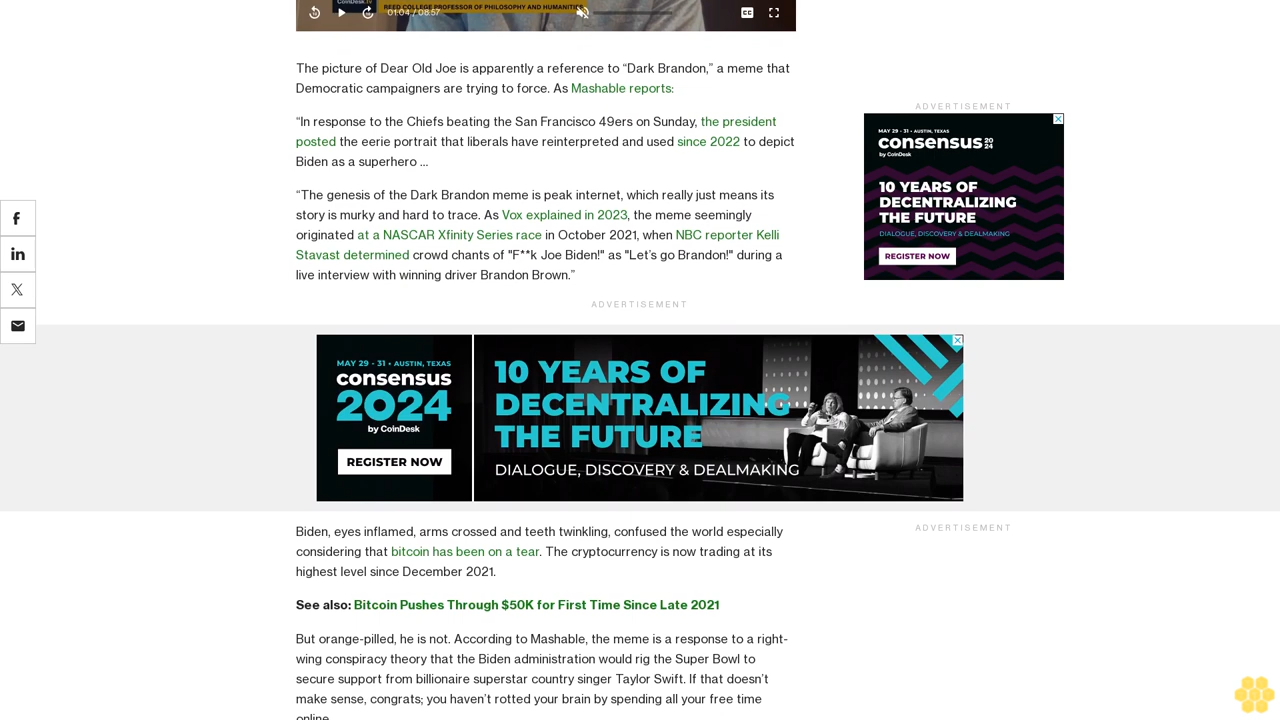 CoinDesk.TV
REED COLLEGE PROFESSOR OF PHILOSOPHY AND HUMANITIES
01:04 / 08:57
CC
The picture of Dear Old Joe is apparently a reference to “Dark Brandon,” a meme that
Democratic campaigners are trying to force. As Mashable reports:
“In response to the Chiefs beating the San Francisco 49ers on Sunday, the president
posted the eerie portrait that liberals have reinterpreted and used since 2022 to depict
Biden as a superhero ...
“The genesis of the Dark Brandon meme is peak internet, which really just means its
story is murky and hard to trace. As Vox explained in 2023, the meme seemingly
originated at a NASCAR Xfinity Series race in October 2021, when NBC reporter Kelli
Stavast determined crowd chants of "F**k Joe Biden!" as "Let’s go Brandon!" during a
live interview with winning driver Brandon Brown.”
ADVERTISEMENT
MAY 29 - 31 • AUSTIN, TEXAS
consensus 2024
by CoinDesk
10 YEARS OF
DECENTRALIZING
THE FUTURE
DIALOGUE, DISCOVERY & DEALMAKING
REGISTER NOW
ADVERTISEMENT
MAY 29 - 31 • AUSTIN, TEXAS
consensus
2024
by CoinDesk
REGISTER NOW
10 YEARS OF
DECENTRALIZING
THE FUTURE
DIALOGUE, DISCOVERY & DEALMAKING
ADVERTISEMENT
Biden, eyes inflamed, arms crossed and teeth twinkling, confused the world especially
considering that bitcoin has been on a tear. The cryptocurrency is now trading at its
highest level since December 2021.
See also: Bitcoin Pushes Through $50K for First Time Since Late 2021
But orange-pilled, he is not. According to Mashable, the meme is a response to a right-
wing conspiracy theory that the Biden administration would rig the Super Bowl to
secure support from billionaire superstar country singer Taylor Swift. If that doesn’t
make sense, congrats; you haven’t rotted your brain by spending all your free time
online.